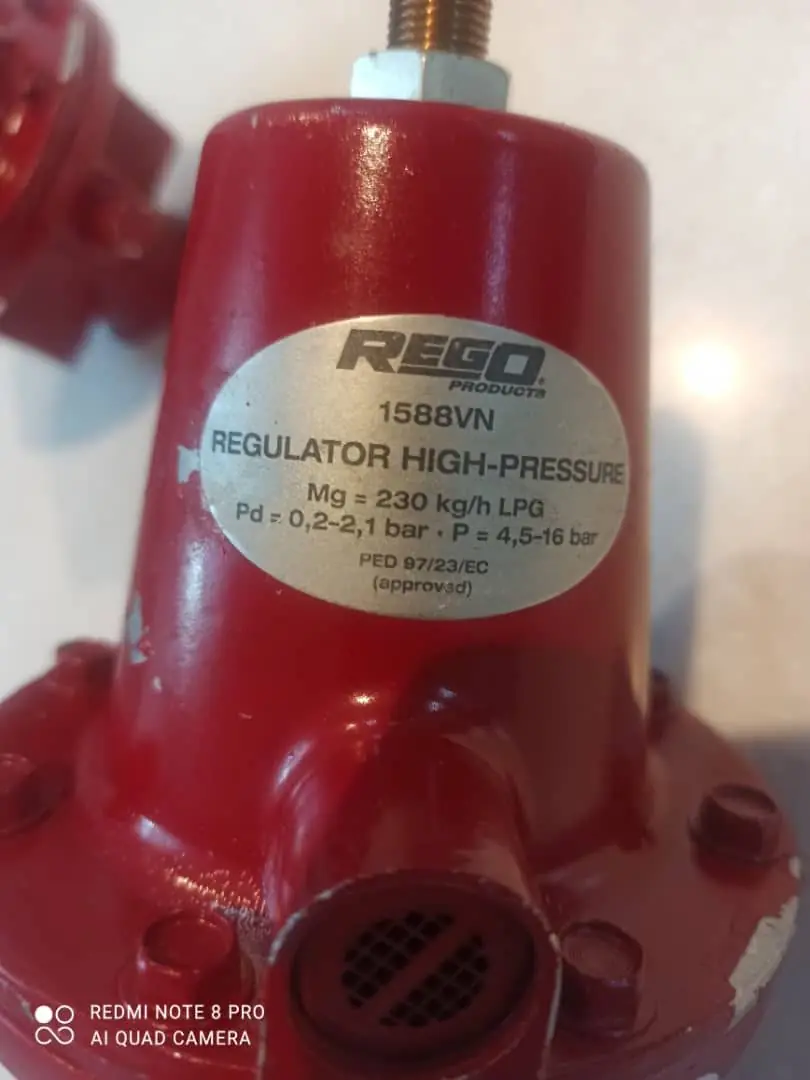 REGO
PRODUCTS
1588VN
REGULATOR HIGH-PRESSURE
Mg = 230 kg/h LPG
Pd = 0,2-2,1 bar · P = 4,5-16 bar
PED 97/23/EC
(approved)
REDMI NOTE 8 PRO
AI QUAD CAMERA